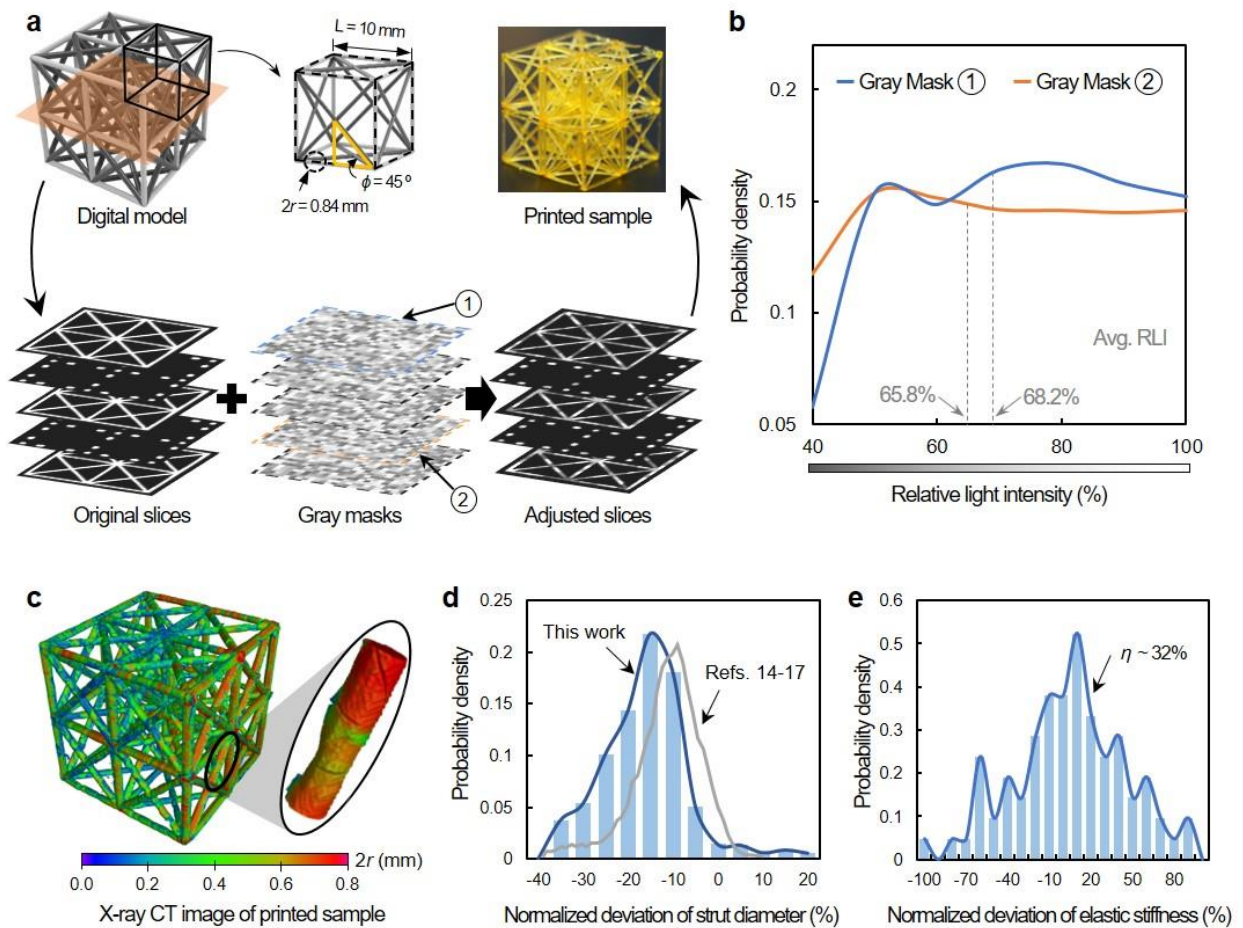 a
L = 10 mm
ϕ = 45 º
2r = 0.84 mm
Digital model
Printed sample
1
2
Original slices
Gray masks
Adjusted slices
b
Probability density
0.2
0.15
0.1
0.05
Gray Mask 1
Gray Mask 2
Avg. RLI
65.8%
68.2%
40
60
80
100
Relative light intensity (%)
c
2r (mm)
0.0
0.2
0.4
0.6
0.8
X-ray CT image of printed sample
d
Probability density
0.25
0.2
0.15
0.1
0.05
0
This work
Refs. 14-17
-40
-30
-20
-10
0
10
20
Normalized deviation of strut diameter (%)
e
Probability density
0.6
0.5
0.4
0.3
0.2
0.1
0
η ~ 32%
-100
-70
-40
-10
20
50
80
Normalized deviation of elastic stiffness (%)